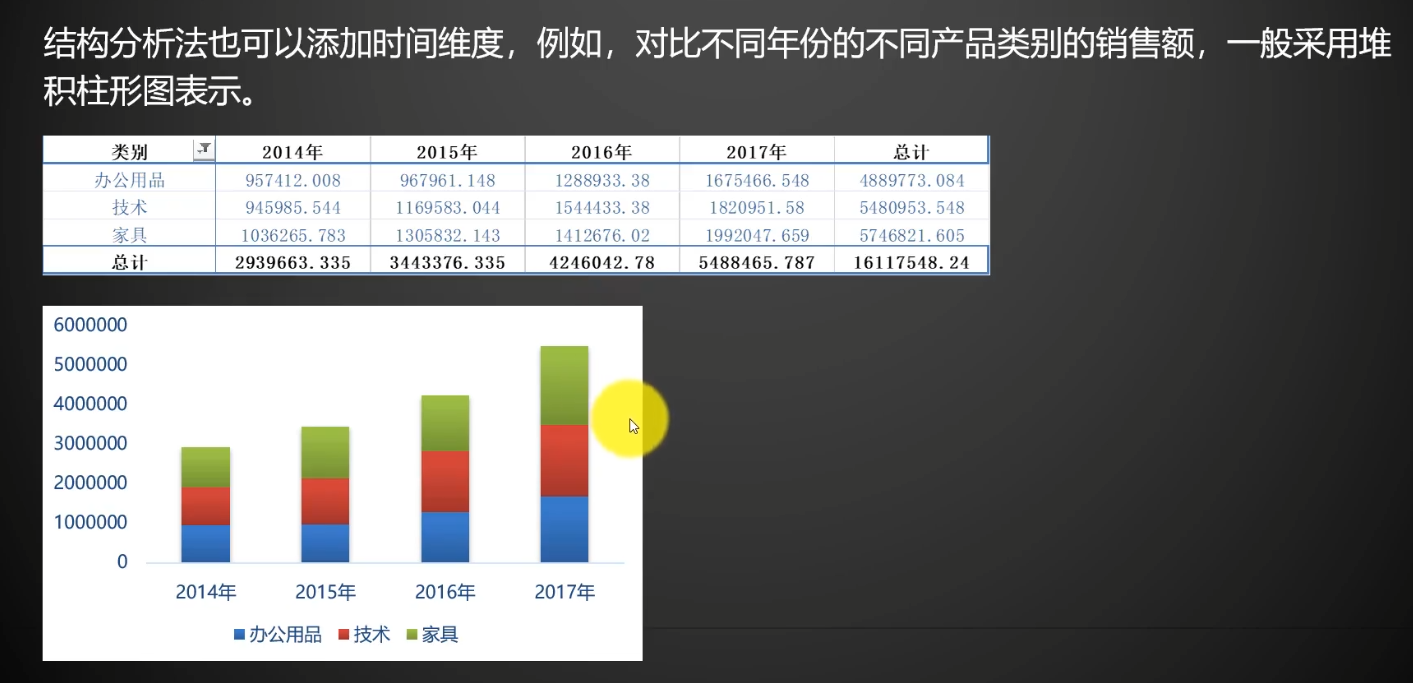 结构分析法也可以添加时间维度，例如，对比不同年份的不同产品类别的销售额，一般采用堆
积柱形图表示。
类别 2014年 2015年 2016年 2017年 总计
办公用品 957412.008 967961.148 1288933.38 1675466.548 4889773.084
技术 945985.544 1169583.044 1544433.38 1820951.58 5480953.548
家具 1036265.783 1305832.143 1412676.02 1992047.659 5746821.605
总计 2939663.335 3443376.335 4246042.78 5488465.787 16117548.24
6000000
5000000
4000000
3000000
2000000
1000000
0
2014年 2015年 2016年 2017年
办公用品 技术 家具